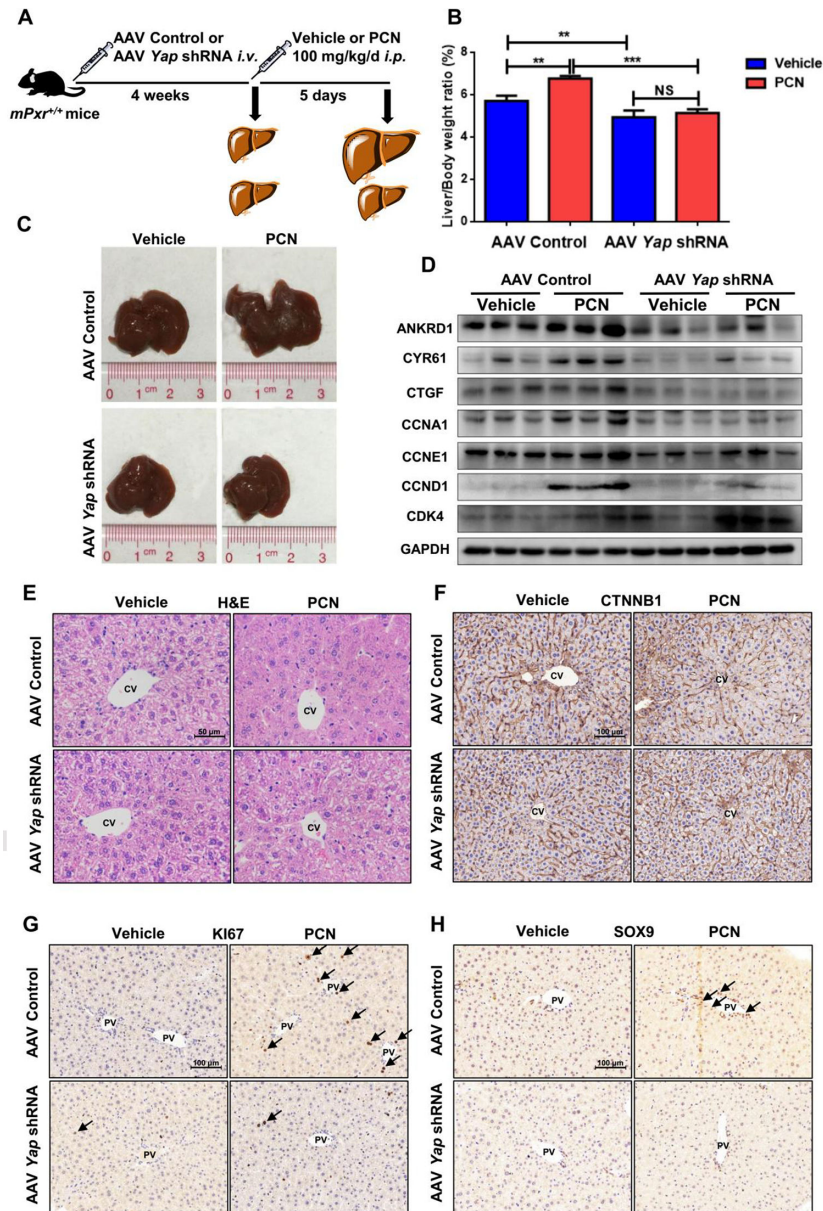 A
AAV Control or
AAV Yap shRNA i.v.
Vehicle or PCN
100 mg/kg/d i.p.
mPxr+/+ mice
4 weeks
5 days
B
Liver/Body weight ratio (%)
8
6
4
2
0
**
**
***
NS
Vehicle
PCN
AAV Control
AAV Yap shRNA
C
Vehicle
PCN
AAV Control
0 1 cm 2 3
0 1 cm 2 3
AAV Yap shRNA
0 1 cm 2 3
0 1 cm 2 3
D
AAV Control
AAV Yap shRNA
Vehicle
PCN
Vehicle
PCN
ANKRD1
CYR61
CTGF
CCNA1
CCNE1
CCND1
CDK4
GAPDH
E
Vehicle
H&E
PCN
AAV Control
CV
50 μm
CV
AAV Yap shRNA
CV
CV
F
Vehicle
CTNNB1
PCN
AAV Control
CV
100 μm
CV
AAV Yap shRNA
CV
CV
G
Vehicle
KI67
PCN
AAV Control
PV
PV
100 μm
PV
PV
PV
AAV Yap shRNA
PV
PV
H
Vehicle
SOX9
PCN
AAV Control
PV
100 μm
PV
AAV Yap shRNA
PV
PV